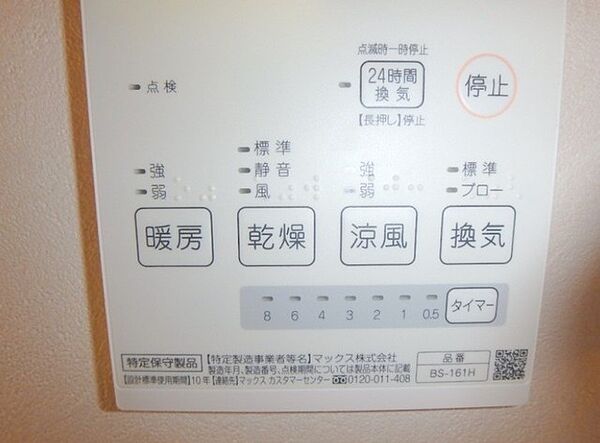 点滅時一時停止
点検
24時間
換気
停止
【長押し】停止
強
弱
標準
静音
風
強
弱
標準
ブロー
暖房
乾燥
涼風
換気
8 6 4 3 2 1 0.5
タイマー
特定保守製品
【特定製造事業者等名】マックス株式会社
製造年月、製造番号、点検期間については製品本体に記載
【設計標準使用期間】10年【連絡先】マックス カスタマーセンター 0120-011-408
品番
BS-161H